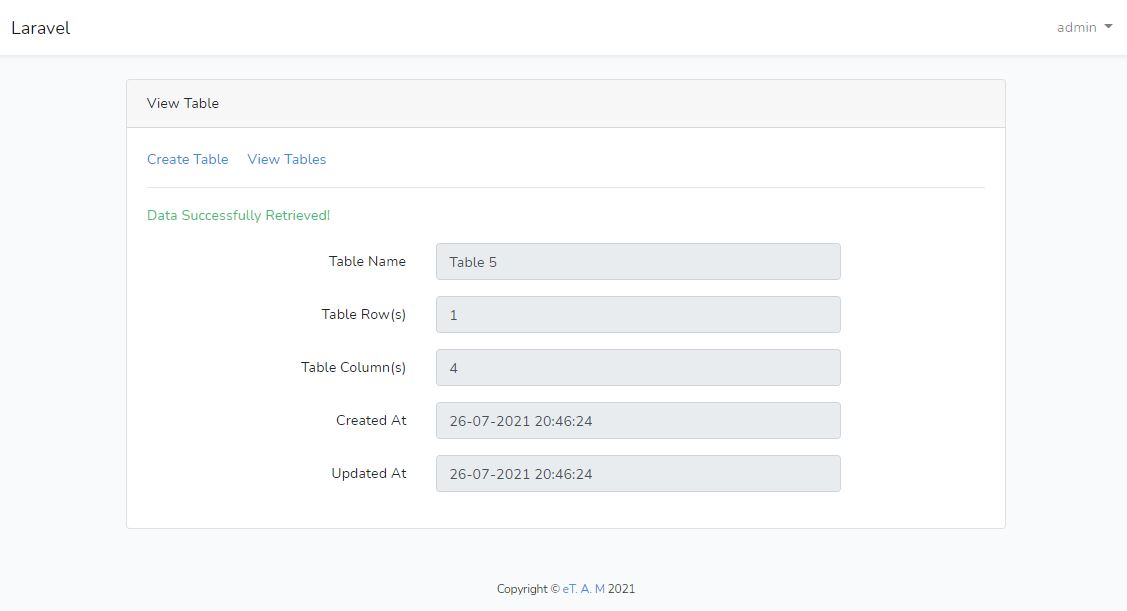 Laravel admin
View Table
Create Table View Tables
Data Successfully Retrieved!
Table Name Table 5
Table Row(s) 1
Table Column(s) 4
Created At 26-07-2021 20:46:24
Updated At 26-07-2021 20:46:24
Copyright © eT. A. M 2021